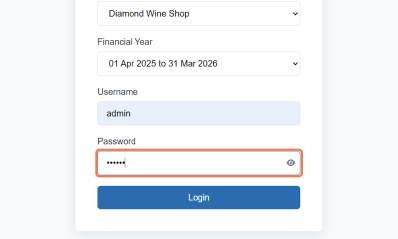 Diamond Wine Shop
Financial Year
01 Apr 2025 to 31 Mar 2026
Username
admin
Password
••••••
Login